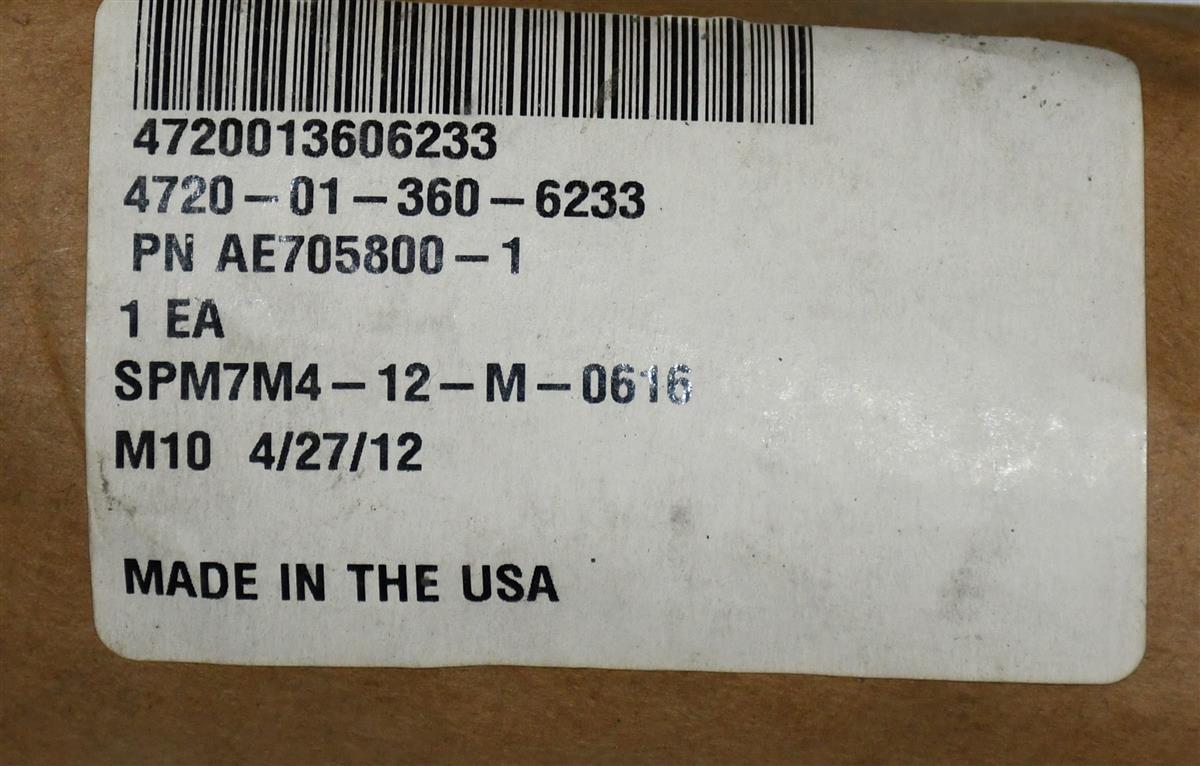 4720013606233
4720-01-360-6233
PN AE705800-1
1 EA
SPM7M4-12-M-0616
M10 4/27/12
MADE IN THE USA